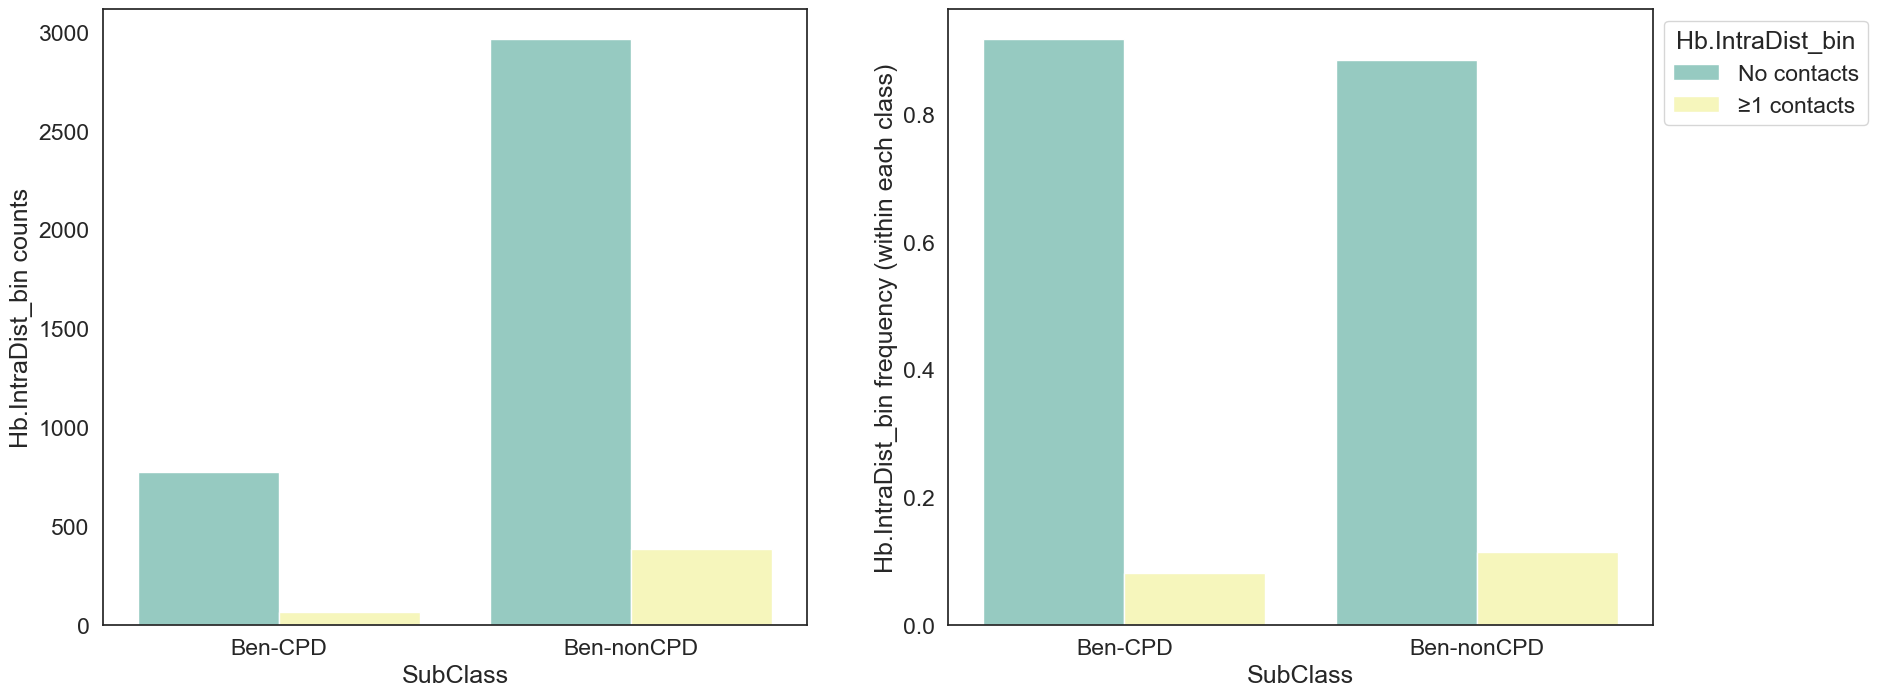 3000
2500
2000
1500
1000
500
0
Hb.IntraDist_bin counts
Ben-CPD
Ben-nonCPD
SubClass
0.8
0.6
0.4
0.2
0.0
Hb.IntraDist_bin frequency (within each class)
Ben-CPD
Ben-nonCPD
SubClass
Hb.IntraDist_bin
No contacts
≥1 contacts